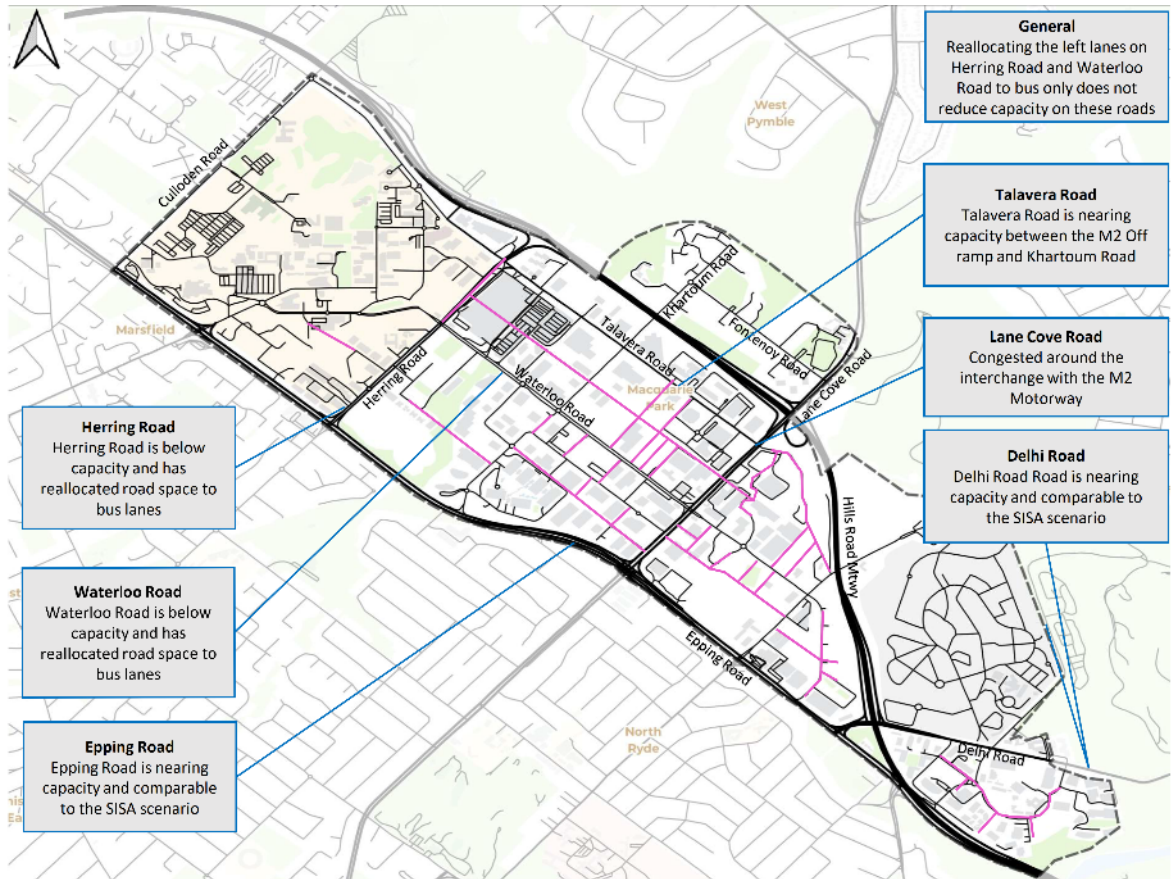 General
Reallocating the left lanes on
Herring Road and Waterloo
Road to bus only does not
reduce capacity on these roads
West
Pymble
Culloden Road
Talavera Road
Talavera Road is nearing
capacity between the M2 Off
ramp and Khartoum Road
Khartoum Road
Fontenoy Road
Marsfield
Talavera Road
Herring Road
Waterloo Road
Macquarie
Park
Lane Cove Road
Lane Cove Road
Congested around the
interchange with the M2
Motorway
Herring Road
Herring Road is below
capacity and has
reallocated road space to
bus lanes
Delhi Road
Delhi Road Road is nearing
capacity and comparable to
the SISA scenario
Hills Road Mtwy
Waterloo Road
Waterloo Road is below
capacity and has
reallocated road space to
bus lanes
Epping Road
North
Ryde
Delhi Road
Epping Road
Epping Road is nearing
capacity and comparable
to the SISA scenario